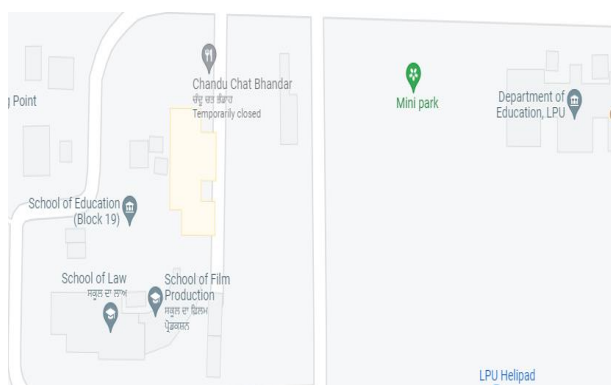 Chandu Chat Bhandar
ਚੰਦੂ ਚਾਟ ਭੰਡਾਰ
Temporarily closed
Mini park
Department of
Education, LPU
Point
School of Education
(Block 19)
School of Law
ਸਕੂਲ ਦਾ ਲਾਅ
School of Film
Production
ਸਕੂਲ ਦਾ ਫਿਲਮ
ਪ੍ਰੋਡਕਸ਼ਨ
LPU Helipad